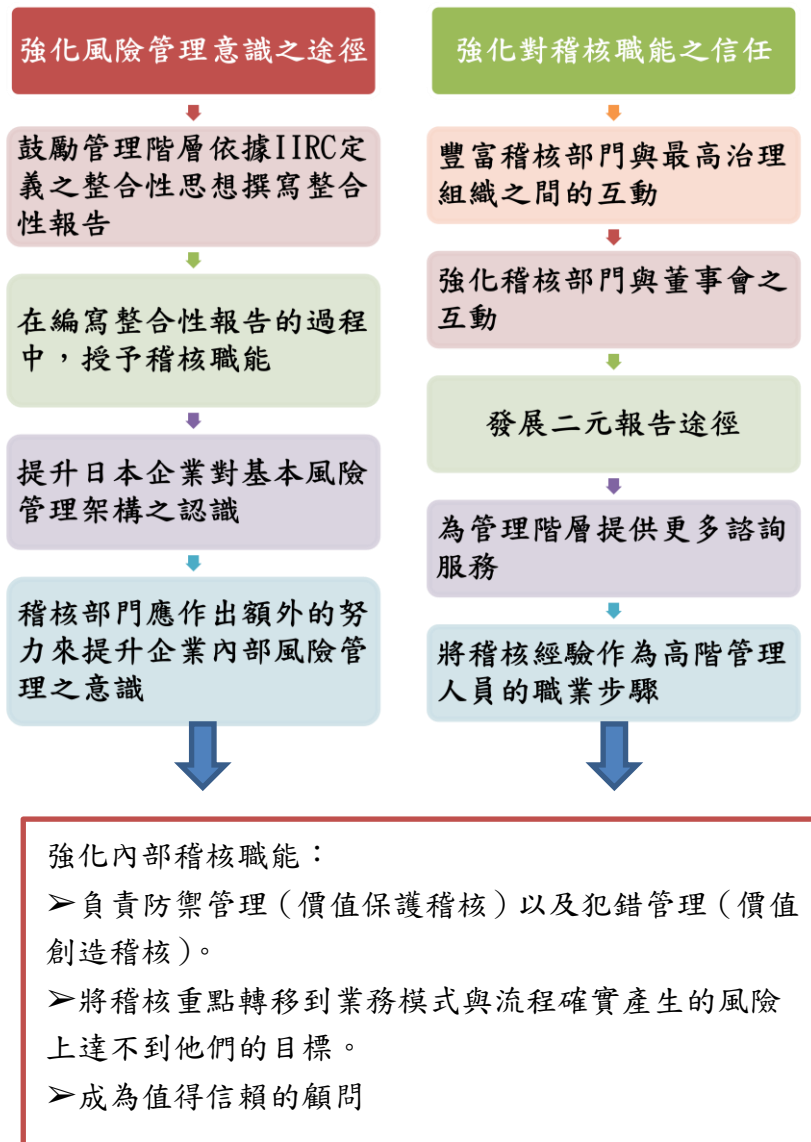 強化風險管理意識之途徑
鼓勵管理階層依據IIRC定
義之整合性思想撰寫整合
性報告
在編寫整合性報告的過程
中，授予稽核職能
提升日本企業對基本風險
管理架構之認識
稽核部門應作出額外的努
力來提升企業內部風險管
理之意識
強化對稽核職能之信任
豐富稽核部門與最高治理
組織之間的互動
強化稽核部門與董事會之
互動
發展二元報告途徑
為管理階層提供更多諮詢
服務
將稽核經驗作為高階管理
人員的職業步驟
強化內部稽核職能：
➢負責防禦管理（價值保護稽核）以及犯錯管理（價值
創造稽核）。
➢將稽核重點轉移到業務模式與流程確實產生的風險
上達不到他們的目標。
➢成為值得信賴的顧問